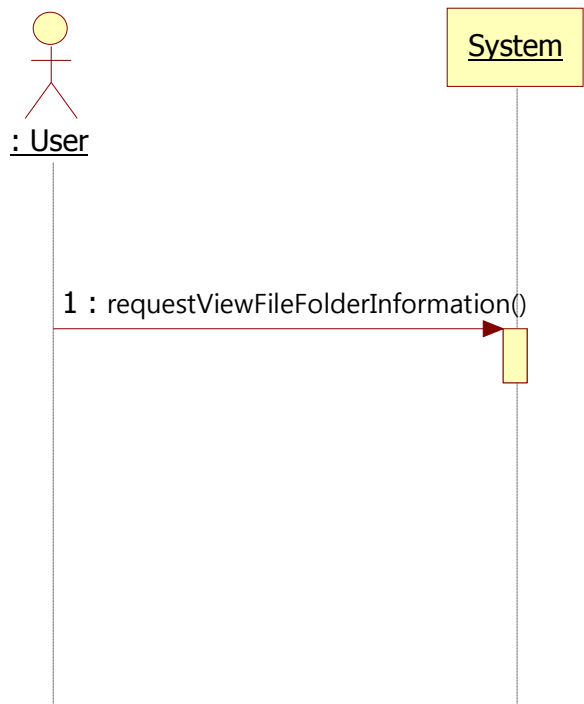 System
: User
1 : requestViewFileFolderInformation()